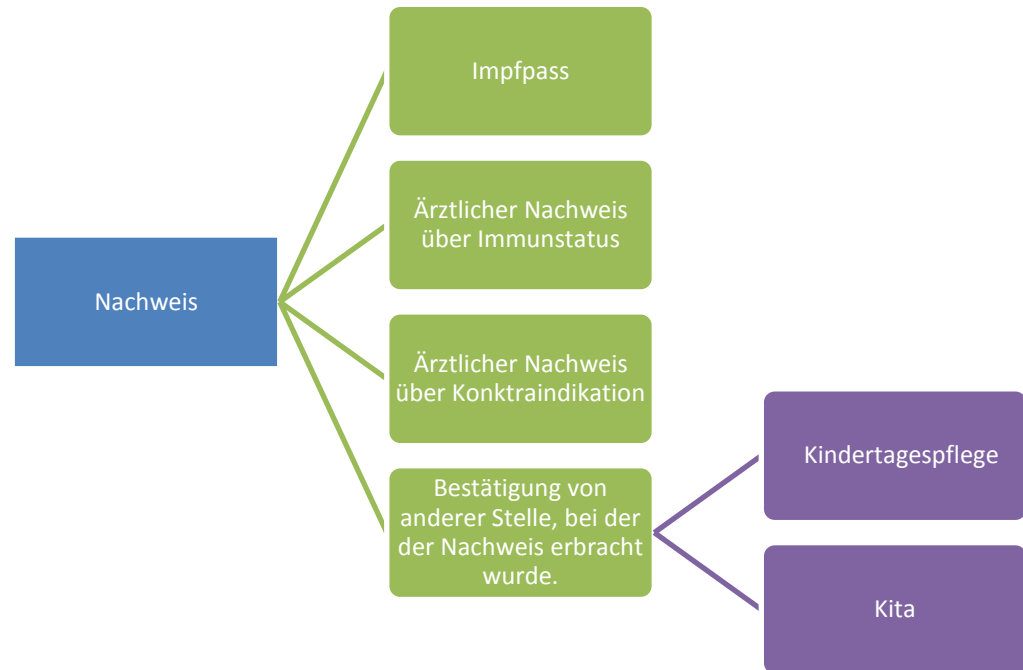 Nachweis
Impfpass
Ärztlicher Nachweis
über Immunstatus
Ärztlicher Nachweis
über Konktraindikation
Bestätigung von
anderer Stelle, bei der
der Nachweis erbracht
wurde.
Kindertagespflege
Kita